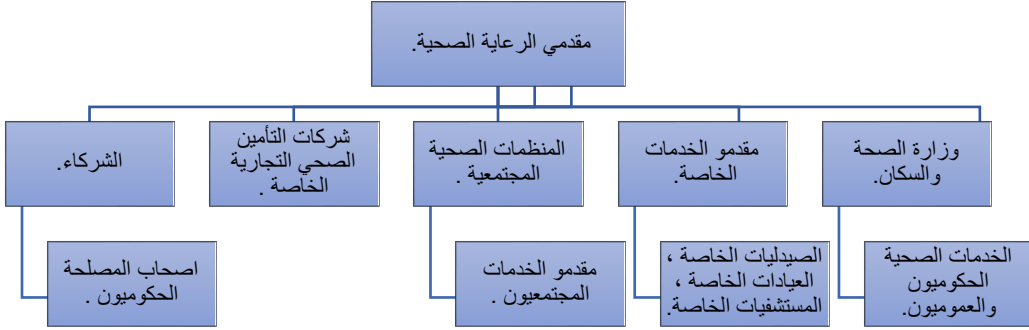 مقدمي الرعاية الصحية.
وزارة الصحة
والسكان.
مقدمو الخدمات
الخاصة.
المنظمات الصحية
المجتمعية .
شركات التأمين
الصحي التجارية
الخاصة .
الشركاء.
الخدمات الصحية
الحكوميون
والعموميون.
الصيدليات الخاصة ،
العيادات الخاصة ،
المستشفيات الخاصة.
مقدمو الخدمات
المجتمعيون .
اصحاب المصلحة
الحكوميون .